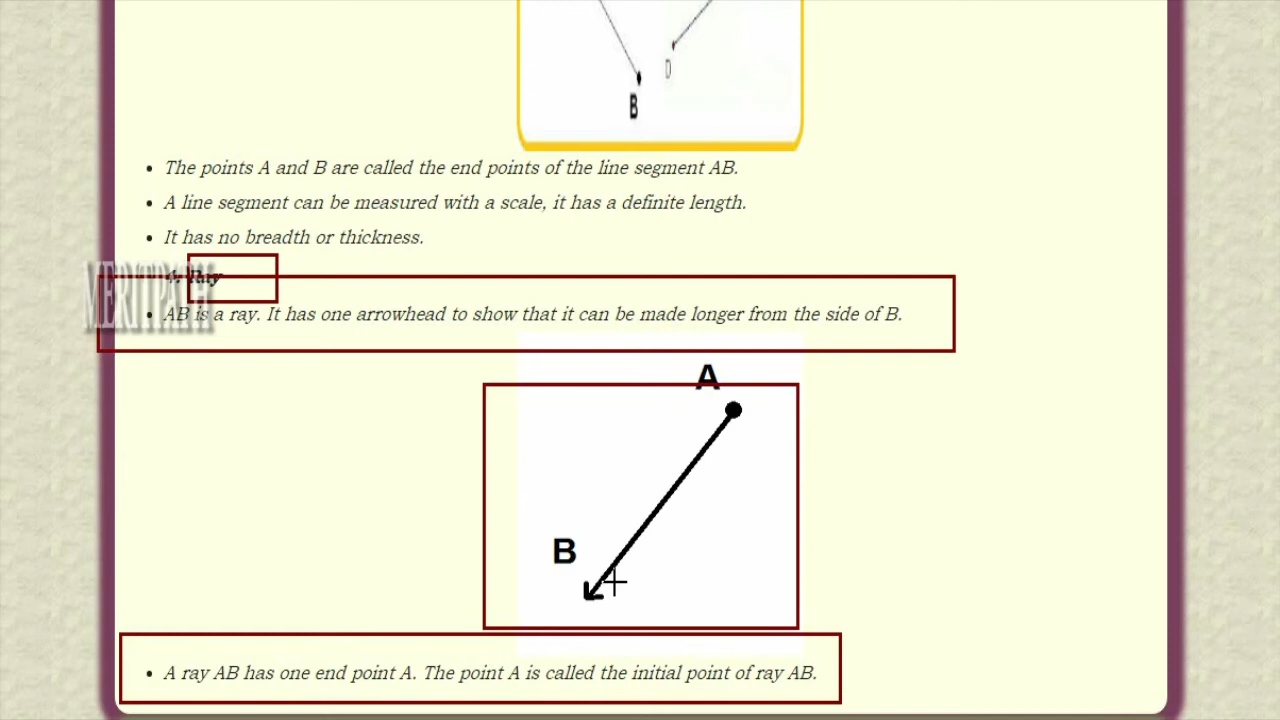 D
B
• The points A and B are called the end points of the line segment AB.
• A line segment can be measured with a scale, it has a definite length.
• It has no breadth or thickness.
4. Ray
MERITPATH
• AB is a ray. It has one arrowhead to show that it can be made longer from the side of B.
A
B
• A ray AB has one end point A. The point A is called the initial point of ray AB.